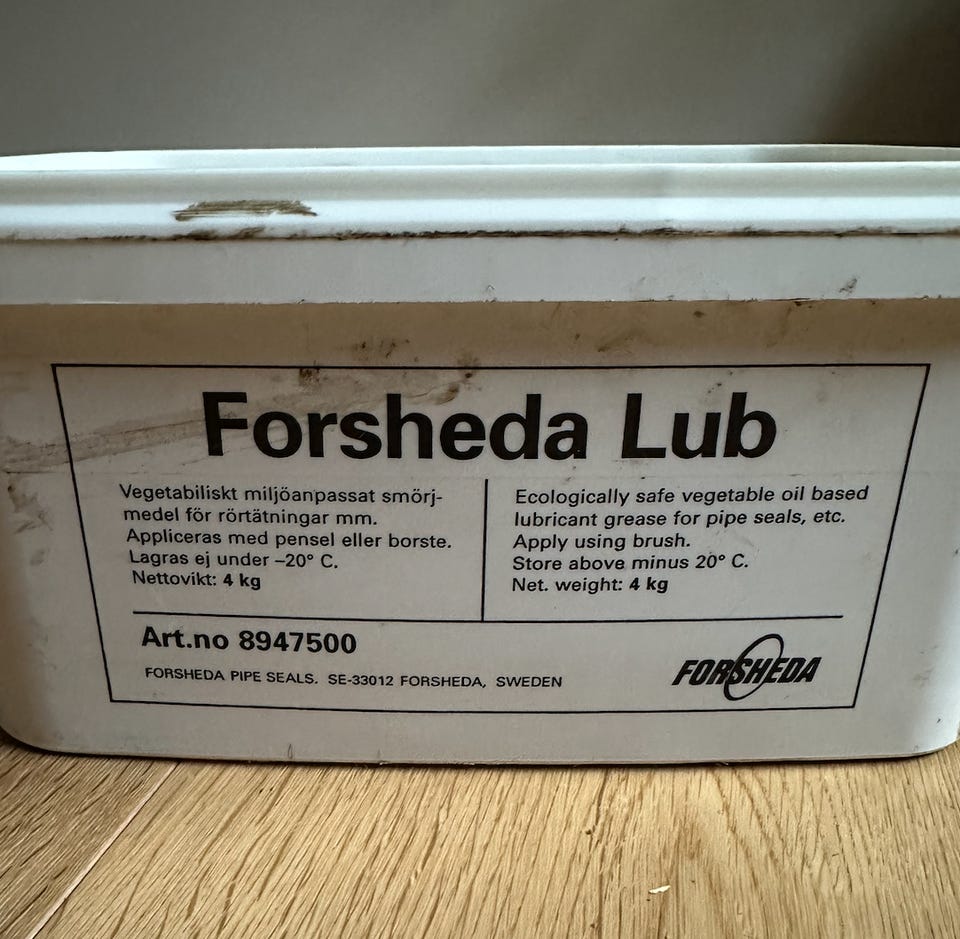 Forsheda Lub
Vegetabiliskt miljöanpassat smörj-
medel för rörtätningar mm.
Appliceras med pensel eller borste.
Lagras ej under –20° C.
Nettovikt: 4 kg
Ecologically safe vegetable oil based
lubricant grease for pipe seals, etc.
Apply using brush.
Store above minus 20° C.
Net. weight: 4 kg
Art.no 8947500
FORSHEDA PIPE SEALS. SE-33012 FORSHEDA, SWEDEN
FORSHEDA